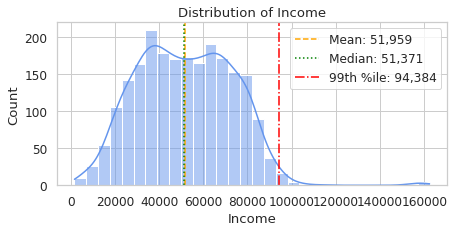 Distribution of Income
Mean: 51,959
Median: 51,371
99th %ile: 94,384
Count
200
150
100
50
0
0 20000 40000 60000 80000 100000 120000 140000 160000
Income